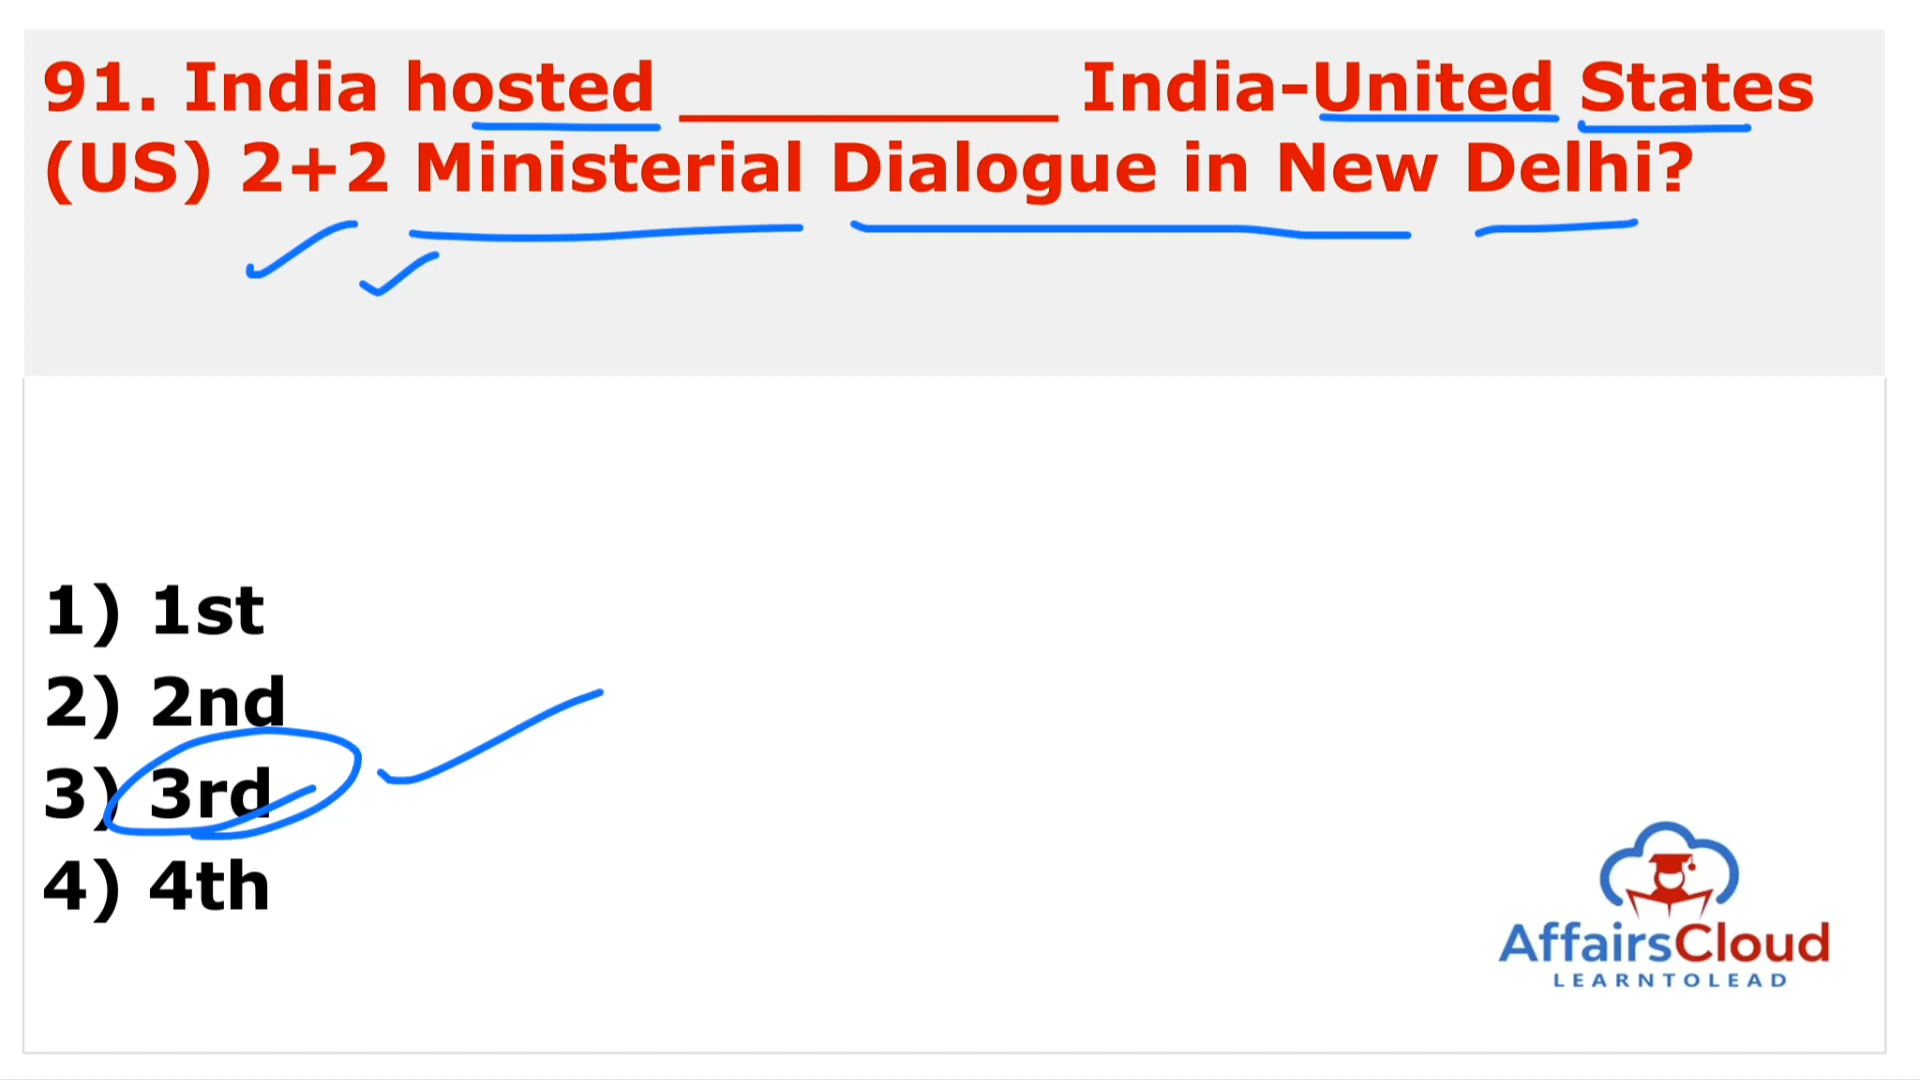 91. India hosted ___________ India-United States
(US) 2+2 Ministerial Dialogue in New Delhi?
1) 1st
2) 2nd
3) 3rd
4) 4th
AffairsCloud
LEARNTOLEAD